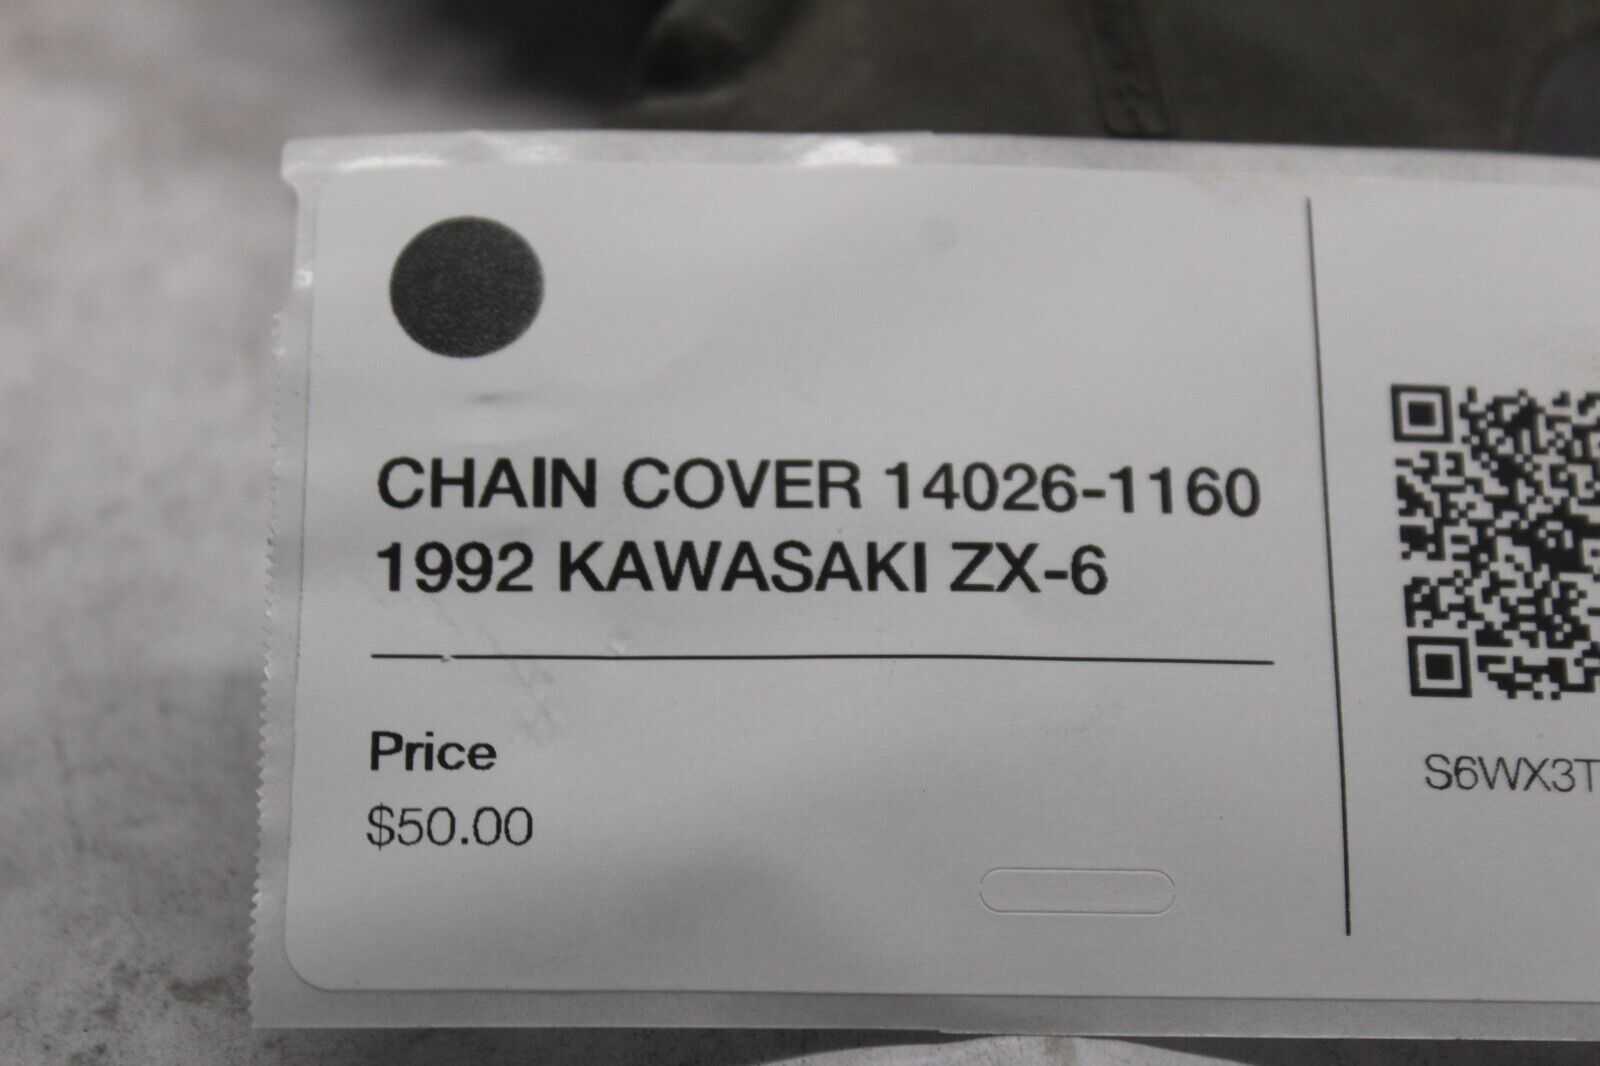 CHAIN COVER 14026-1160
1992 KAWASAKI ZX-6
Price
$50.00
S6WX3T